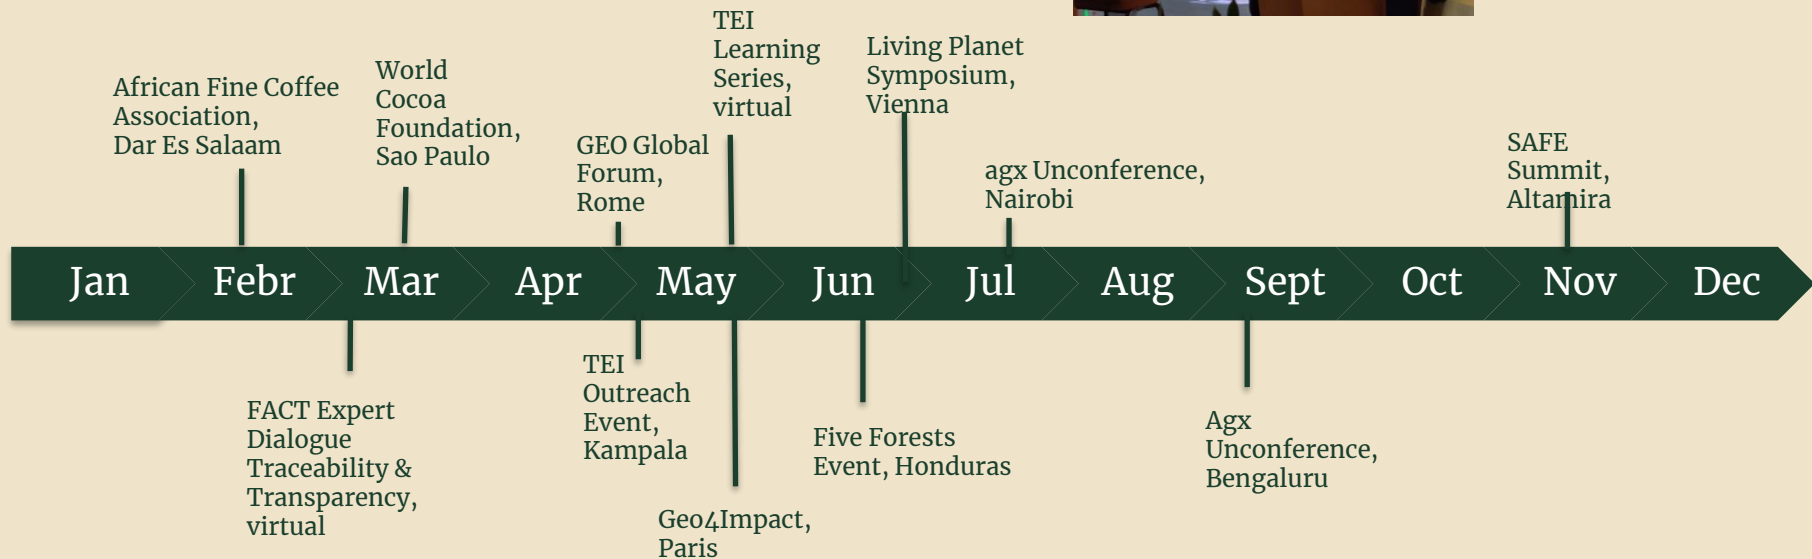 African Fine Coffee
Association,
Dar Es Salaam
World
Cocoa
Foundation,
Sao Paulo
GEO Global
Forum,
Rome
TEI
Learning
Series,
virtual
Living Planet
Symposium,
Vienna
agx Unconference,
Nairobi
SAFE
Summit,
Altamira
Jan Febr Mar Apr May Jun Jul Aug Sept Oct Nov Dec
FACT Expert
Dialogue
Traceability &
Transparency,
virtual
TEI
Outreach
Event,
Kampala
Geo4Impact,
Paris
Five Forests
Event, Honduras
Agx
Unconference,
Bengaluru